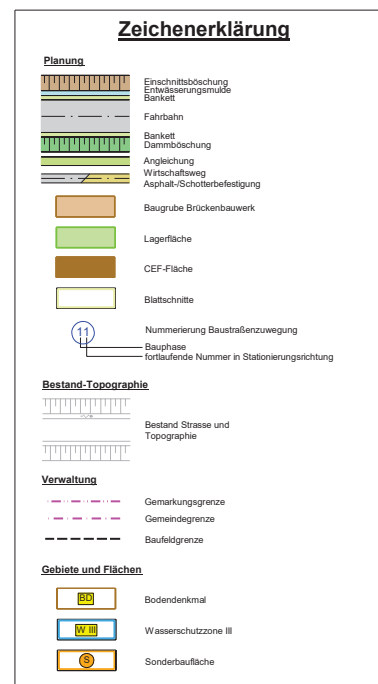 Zeichenerklärung
Planung
Einschnittsböschung
Entwässerungsmulde
Bankett
Fahrbahn
Bankett
Dammböschung
Angleichung
Wirtschaftsweg
Asphalt-/Schotterbefestigung
Baugrube Brückenbauwerk
Lagerfläche
CEF-Fläche
Blattschnitte
11
Nummerierung Baustraßenzuwegung
Bauphase
fortlaufende Nummer in Stationierungsrichtung
Bestand-Topographie
Bestand Strasse und
Topographie
Verwaltung
Gemarkungsgrenze
Gemeindegrenze
Baufeldgrenze
Gebiete und Flächen
BD
Bodendenkmal
W III
Wasserschutzzone III
S
Sonderbaufläche